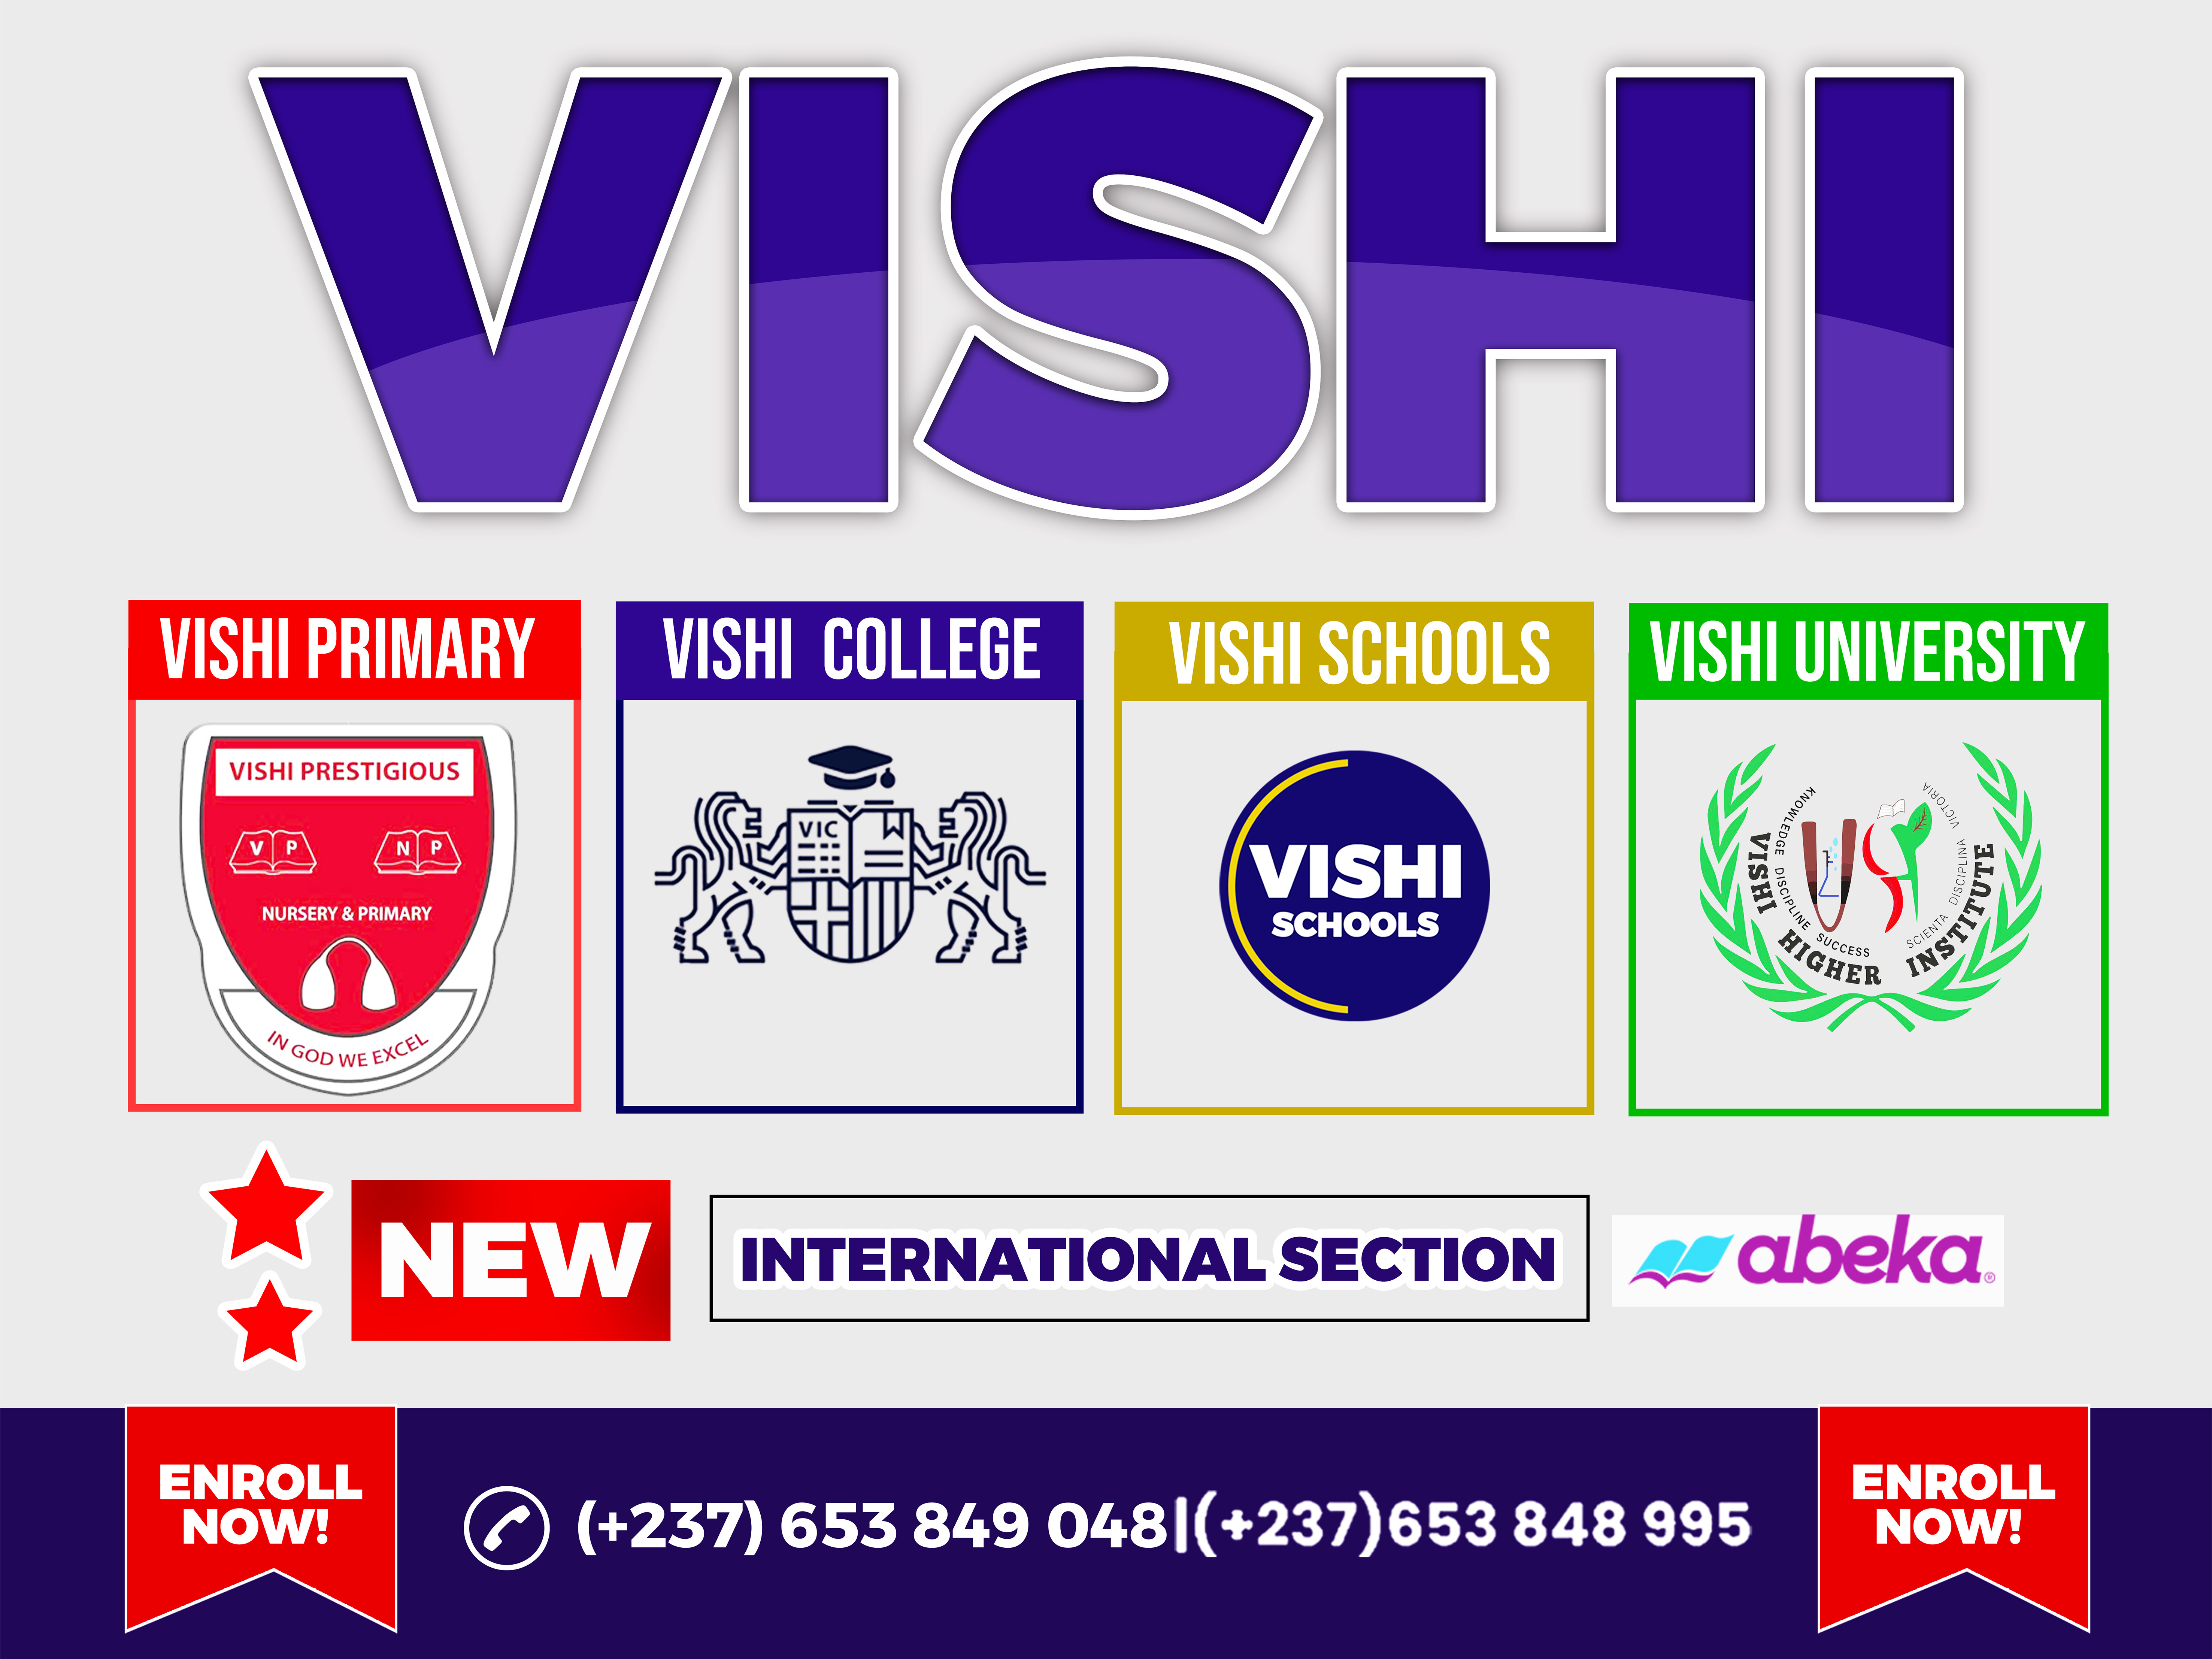 VISHI
VISHI PRIMARY
VISHI PRESTIGIOUS
V P
N P
NURSERY & PRIMARY
IN GOD WE EXCEL
VISHI COLLEGE
VIC
VISHI SCHOOLS
VISHI
SCHOOLS
VISHI UNIVERSITY
KNOWLEDGE DISCIPLINE SUCCESS
SCIENTA DISCIPLINA VICTORIA
VISHI HIGHER INSTITUTE
NEW
INTERNATIONAL SECTION
abeka®
ENROLL
NOW!
(+237) 653 849 048|(+237)653 848 995
ENROLL
NOW!